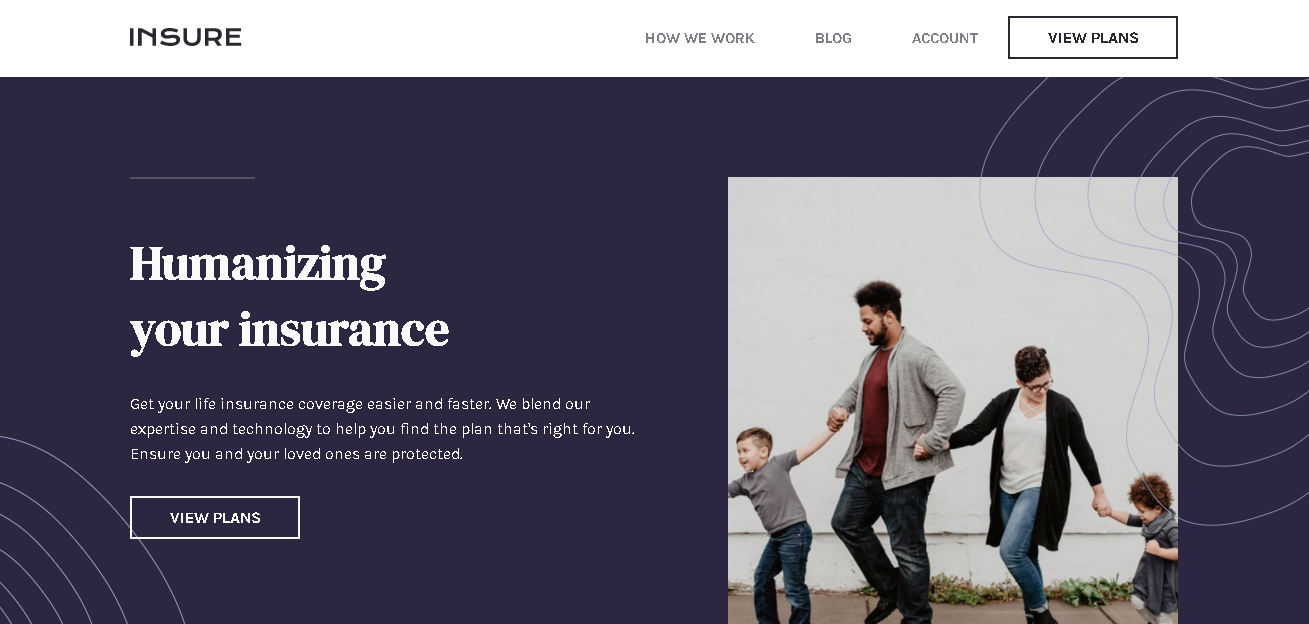 INSURE
HOW WE WORK
BLOG
ACCOUNT
VIEW PLANS
Humanizing
your insurance
Get your life insurance coverage easier and faster. We blend our
expertise and technology to help you find the plan that's right for you.
Ensure you and your loved ones are protected.
VIEW PLANS